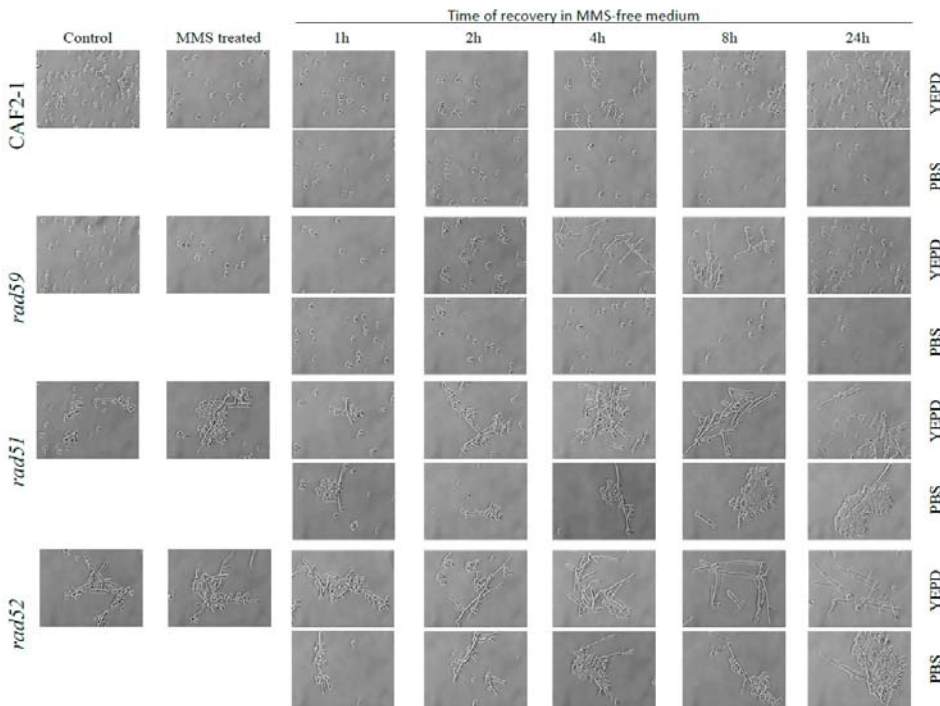 Time of recovery in MMS-free medium
Control MMS treated 1h 2h 4h 8h 24h
CAF2-1 YEPD
PBS
rad59 YEPD
PBS
rad51 YEPD
PBS
rad52 YEPD
PBS